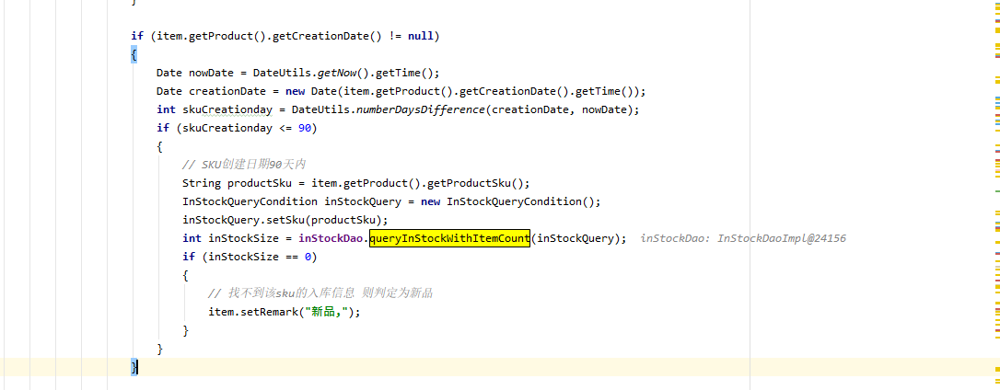 }
if (item.getProduct().getCreationDate() != null)
{
Date nowDate = DateUtils.getNow().getTime();
Date creationDate = new Date(item.getProduct().getCreationDate().getTime());
int skuCreationday = DateUtils.numberDaysDifference(creationDate, nowDate);
if (skuCreationday <= 90)
{
// SKU创建日期90天内
String productSku = item.getProduct().getProductSku();
InStockQueryCondition inStockQuery = new InStockQueryCondition();
inStockQuery.setSku(productSku);
int inStockSize = inStockDao.queryInStockWithItemCount(inStockQuery); inStockDao: InStockDaoImpl@24156
if (inStockSize == 0)
{
// 找不到该sku的入库信息 则判定为新品
item.setRemark("新品,");
}
}
}